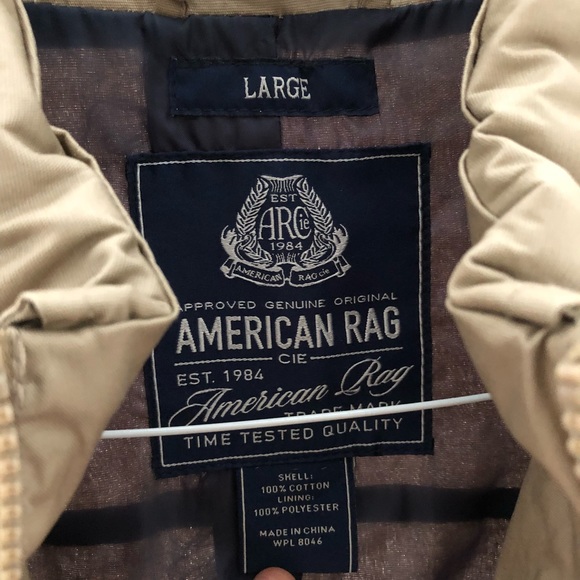 LARGE
EST
ARCie
1984
AMERICAN RAG cie
APPROVED GENUINE ORIGINAL
AMERICAN RAG
CIE
EST. 1984
American Rag
TRADE MARK
TIME TESTED QUALITY
SHELL:
100% COTTON
LINING:
100% POLYESTER
MADE IN CHINA
WPL 8046